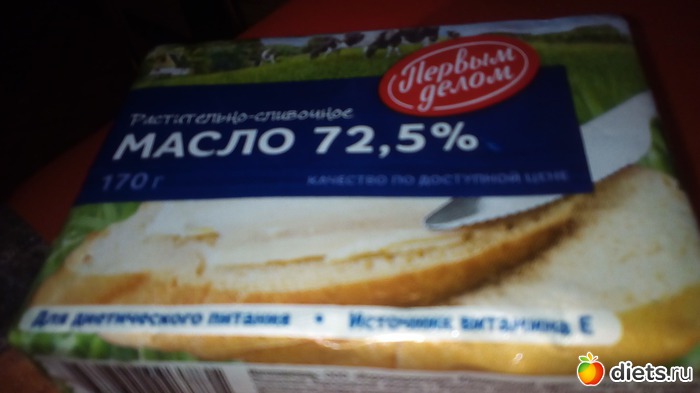 Первым
делом
Растительно-сливочное
МАСЛО 72,5%
170 г
КАЧЕСТВО ПО ДОСТУПНОЙ ЦЕНЕ
Для диетического питания • Источник витамина Е
diets.ru